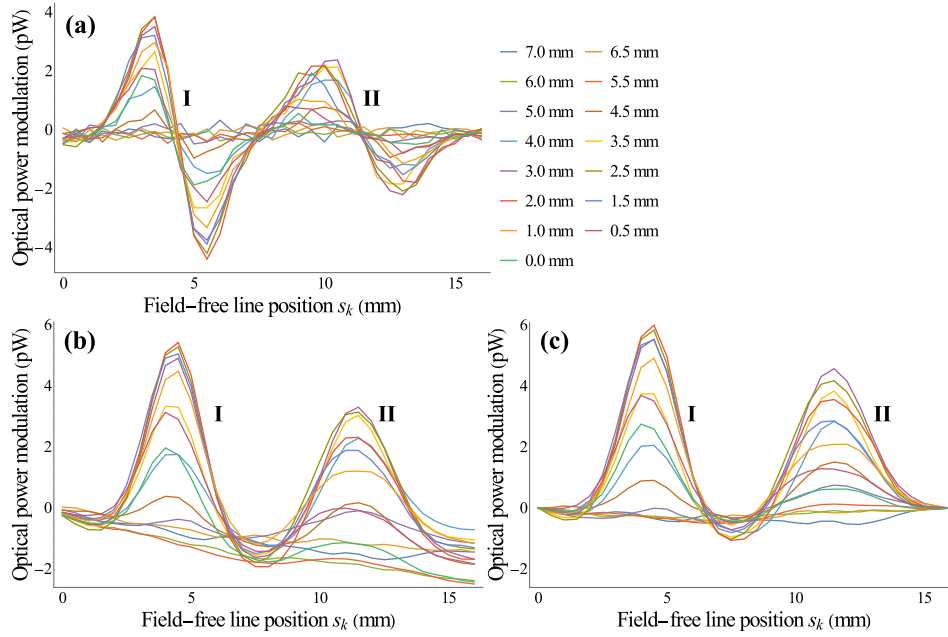 (a)
Optical power modulation (pW)
4
2
0
−2
−4
I
II
0 5 10 15
Field−free line position sk (mm)
7.0 mm 6.5 mm
6.0 mm 5.5 mm
5.0 mm 4.5 mm
4.0 mm 3.5 mm
3.0 mm 2.5 mm
2.0 mm 1.5 mm
1.0 mm 0.5 mm
0.0 mm
(b)
Optical power modulation (pW)
6
4
2
0
−2
I
II
0 5 10 15
Field−free line position sk (mm)
(c)
Optical power modulation (pW)
6
4
2
0
−2
I
II
0 5 10 15
Field−free line position sk (mm)